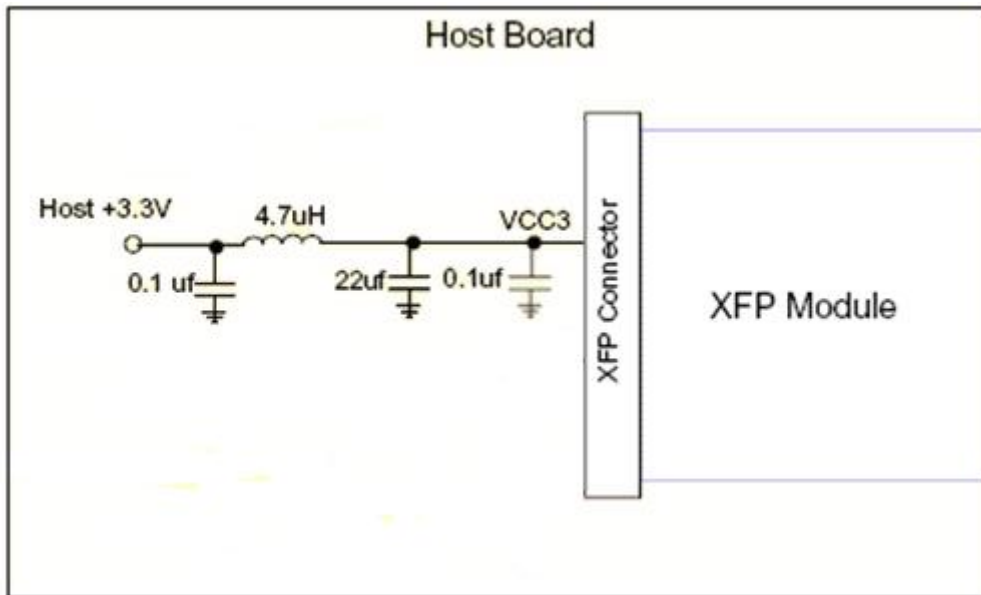 Host Board
Host +3.3V
4.7uH
VCC3
0.1 uf
22uf
0.1uf
XFP Connector
XFP Module